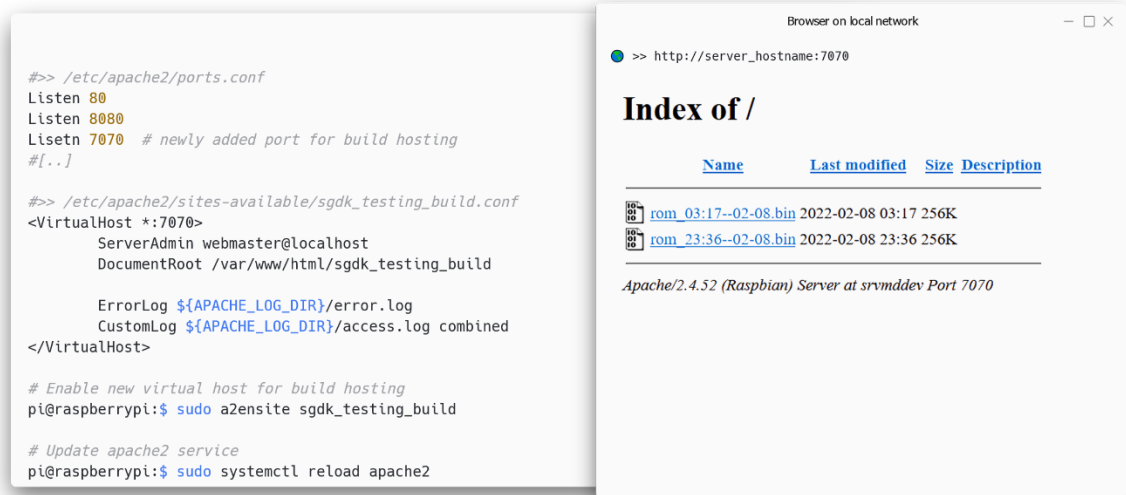 #>> /etc/apache2/ports.conf
Listen 80
Listen 8080
Lisetn 7070  # newly added port for build hosting
#[..]
#>> /etc/apache2/sites-available/sgdk_testing_build.conf
<VirtualHost *:7070>
ServerAdmin webmaster@localhost
DocumentRoot /var/www/html/sgdk_testing_build
ErrorLog ${APACHE_LOG_DIR}/error.log
CustomLog ${APACHE_LOG_DIR}/access.log combined
</VirtualHost>
# Enable new virtual host for build hosting
pi@raspberrypi:$ sudo a2ensite sgdk_testing_build
# Update apache2 service
pi@raspberrypi:$ sudo systemctl reload apache2
Browser on local network
>> http://server_hostname:7070
Index of /
Name Last modified Size Description
rom_03:17--02-08.bin 2022-02-08 03:17 256K
rom_23:36--02-08.bin 2022-02-08 23:36 256K
Apache/2.4.52 (Raspbian) Server at srvmddev Port 7070